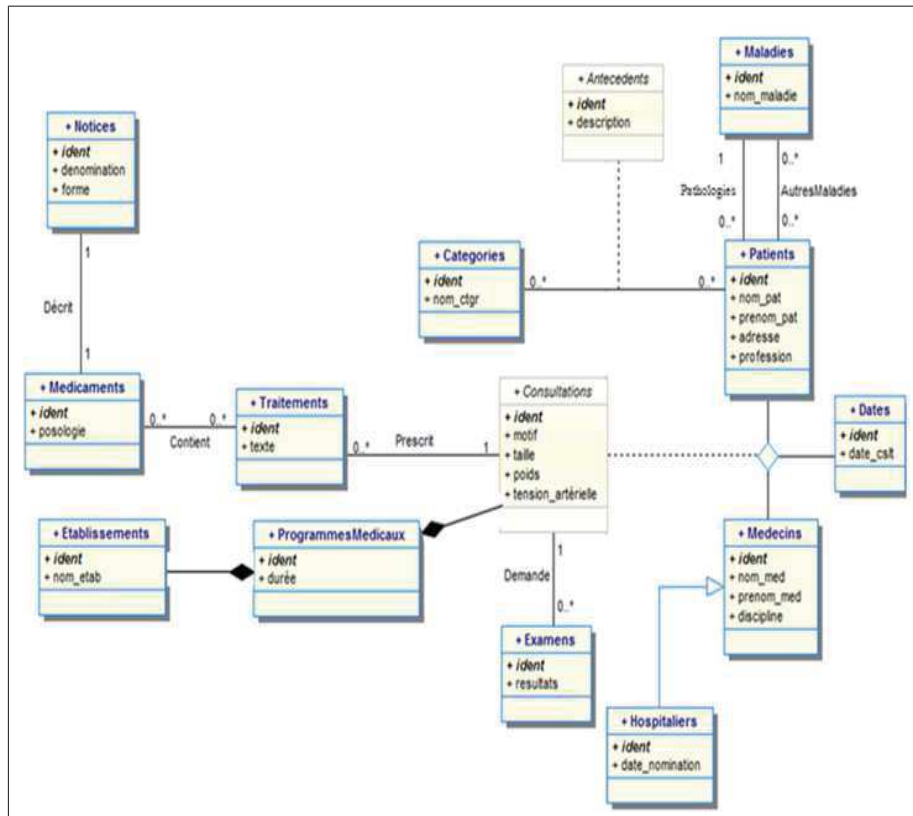 + Maladies
+ ident
+ nom_maladie
+ Antecedents
+ ident
+ description
+ Notices
+ ident
+ denomination
+ forme
1
0..*
Pathologies
AutresMaladies
0..*
0..*
1
Décrit
1
+ Categories
+ ident
+ nom_ctgr
0..*
0..*
+ Patients
+ ident
+ nom_pat
+ prenom_pat
+ adresse
+ profession
+ Medicaments
+ ident
+ posologie
0..*
0..*
Contient
+ Traitements
+ ident
+ texte
0..*
Prescrit
1
+ Consultations
+ ident
+ motif
+ taille
+ poids
+ tension_artérielle
+ Dates
+ ident
+ date_cslt
+ Etablissements
+ ident
+ nom_etab
+ ProgrammesMedicaux
+ ident
+ durée
1
Demande
0..*
+ Medecins
+ ident
+ nom_med
+ prenom_med
+ discipline
+ Examens
+ ident
+ resultats
+ Hospitaliers
+ ident
+ date_nomination